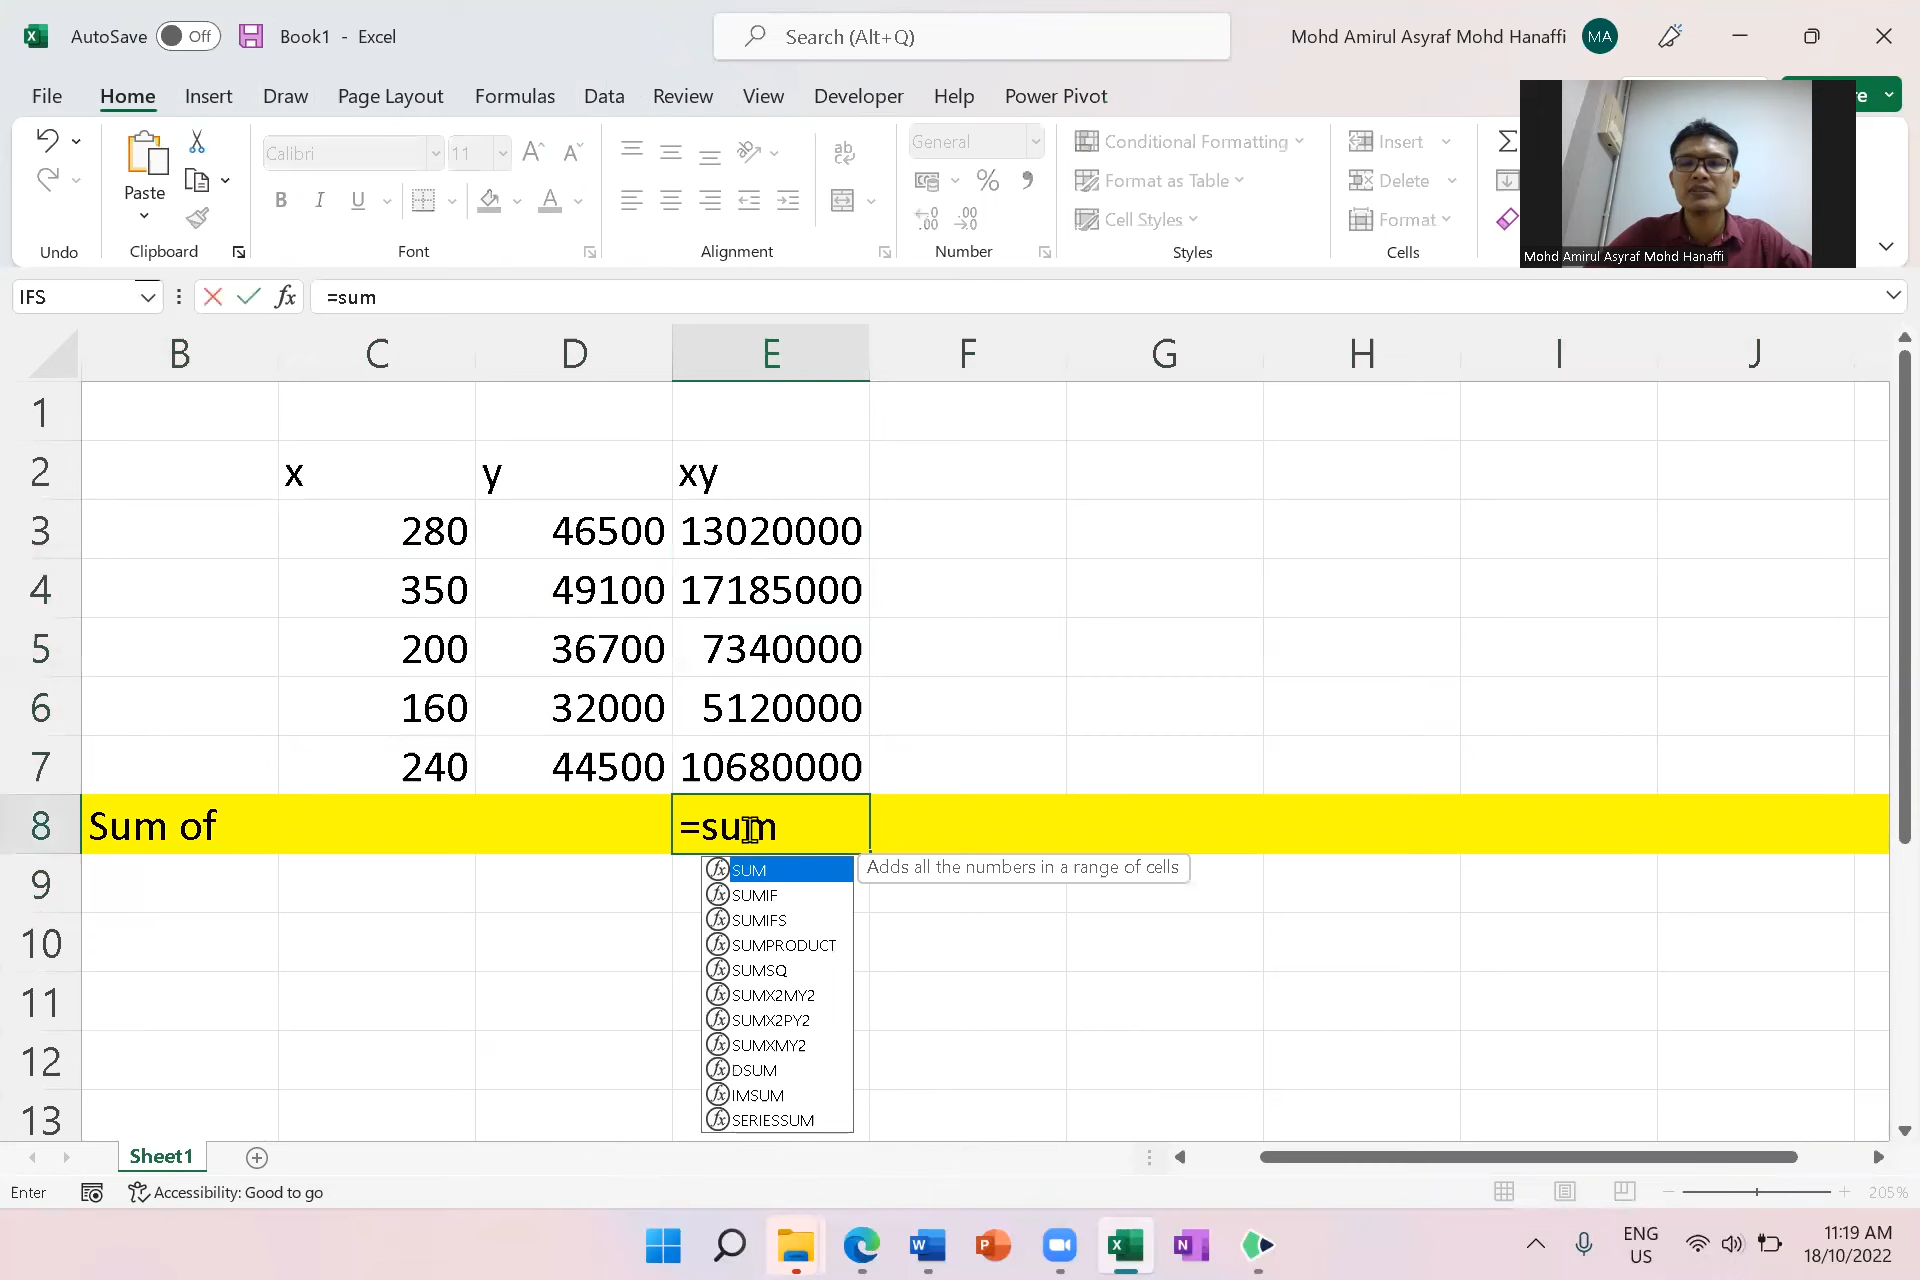 AutoSave Off Book1 - Excel Search (Alt+Q) Mohd Amirul Asyraf Mohd Hanaffi MA
File Home Insert Draw Page Layout Formulas Data Review View Developer Help Power Pivot
Calibri 11 General Conditional Formatting Insert
Paste B I U Format as Table Delete
Cell Styles Format
Undo Clipboard Font Alignment Number Styles Cells
Mohd Amirul Asyraf Mohd Hanaffi
IFS fx =sum
B C D E F G H I J
1
2 x y xy
3 280 46500 13020000
4 350 49100 17185000
5 200 36700 7340000
6 160 32000 5120000
7 240 44500 10680000
8 Sum of =sum
SUM Adds all the numbers in a range of cells
9 SUMIF
SUMIFS
10 SUMPRODUCT
SUMSQ
11 SUMX2MY2
SUMX2PY2
12 SUMXMY2
DSUM
IMSUM
13 SERIESSUM
Sheet1
Enter Accessibility: Good to go 205%
ENG 11:19 AM
US 18/10/2022